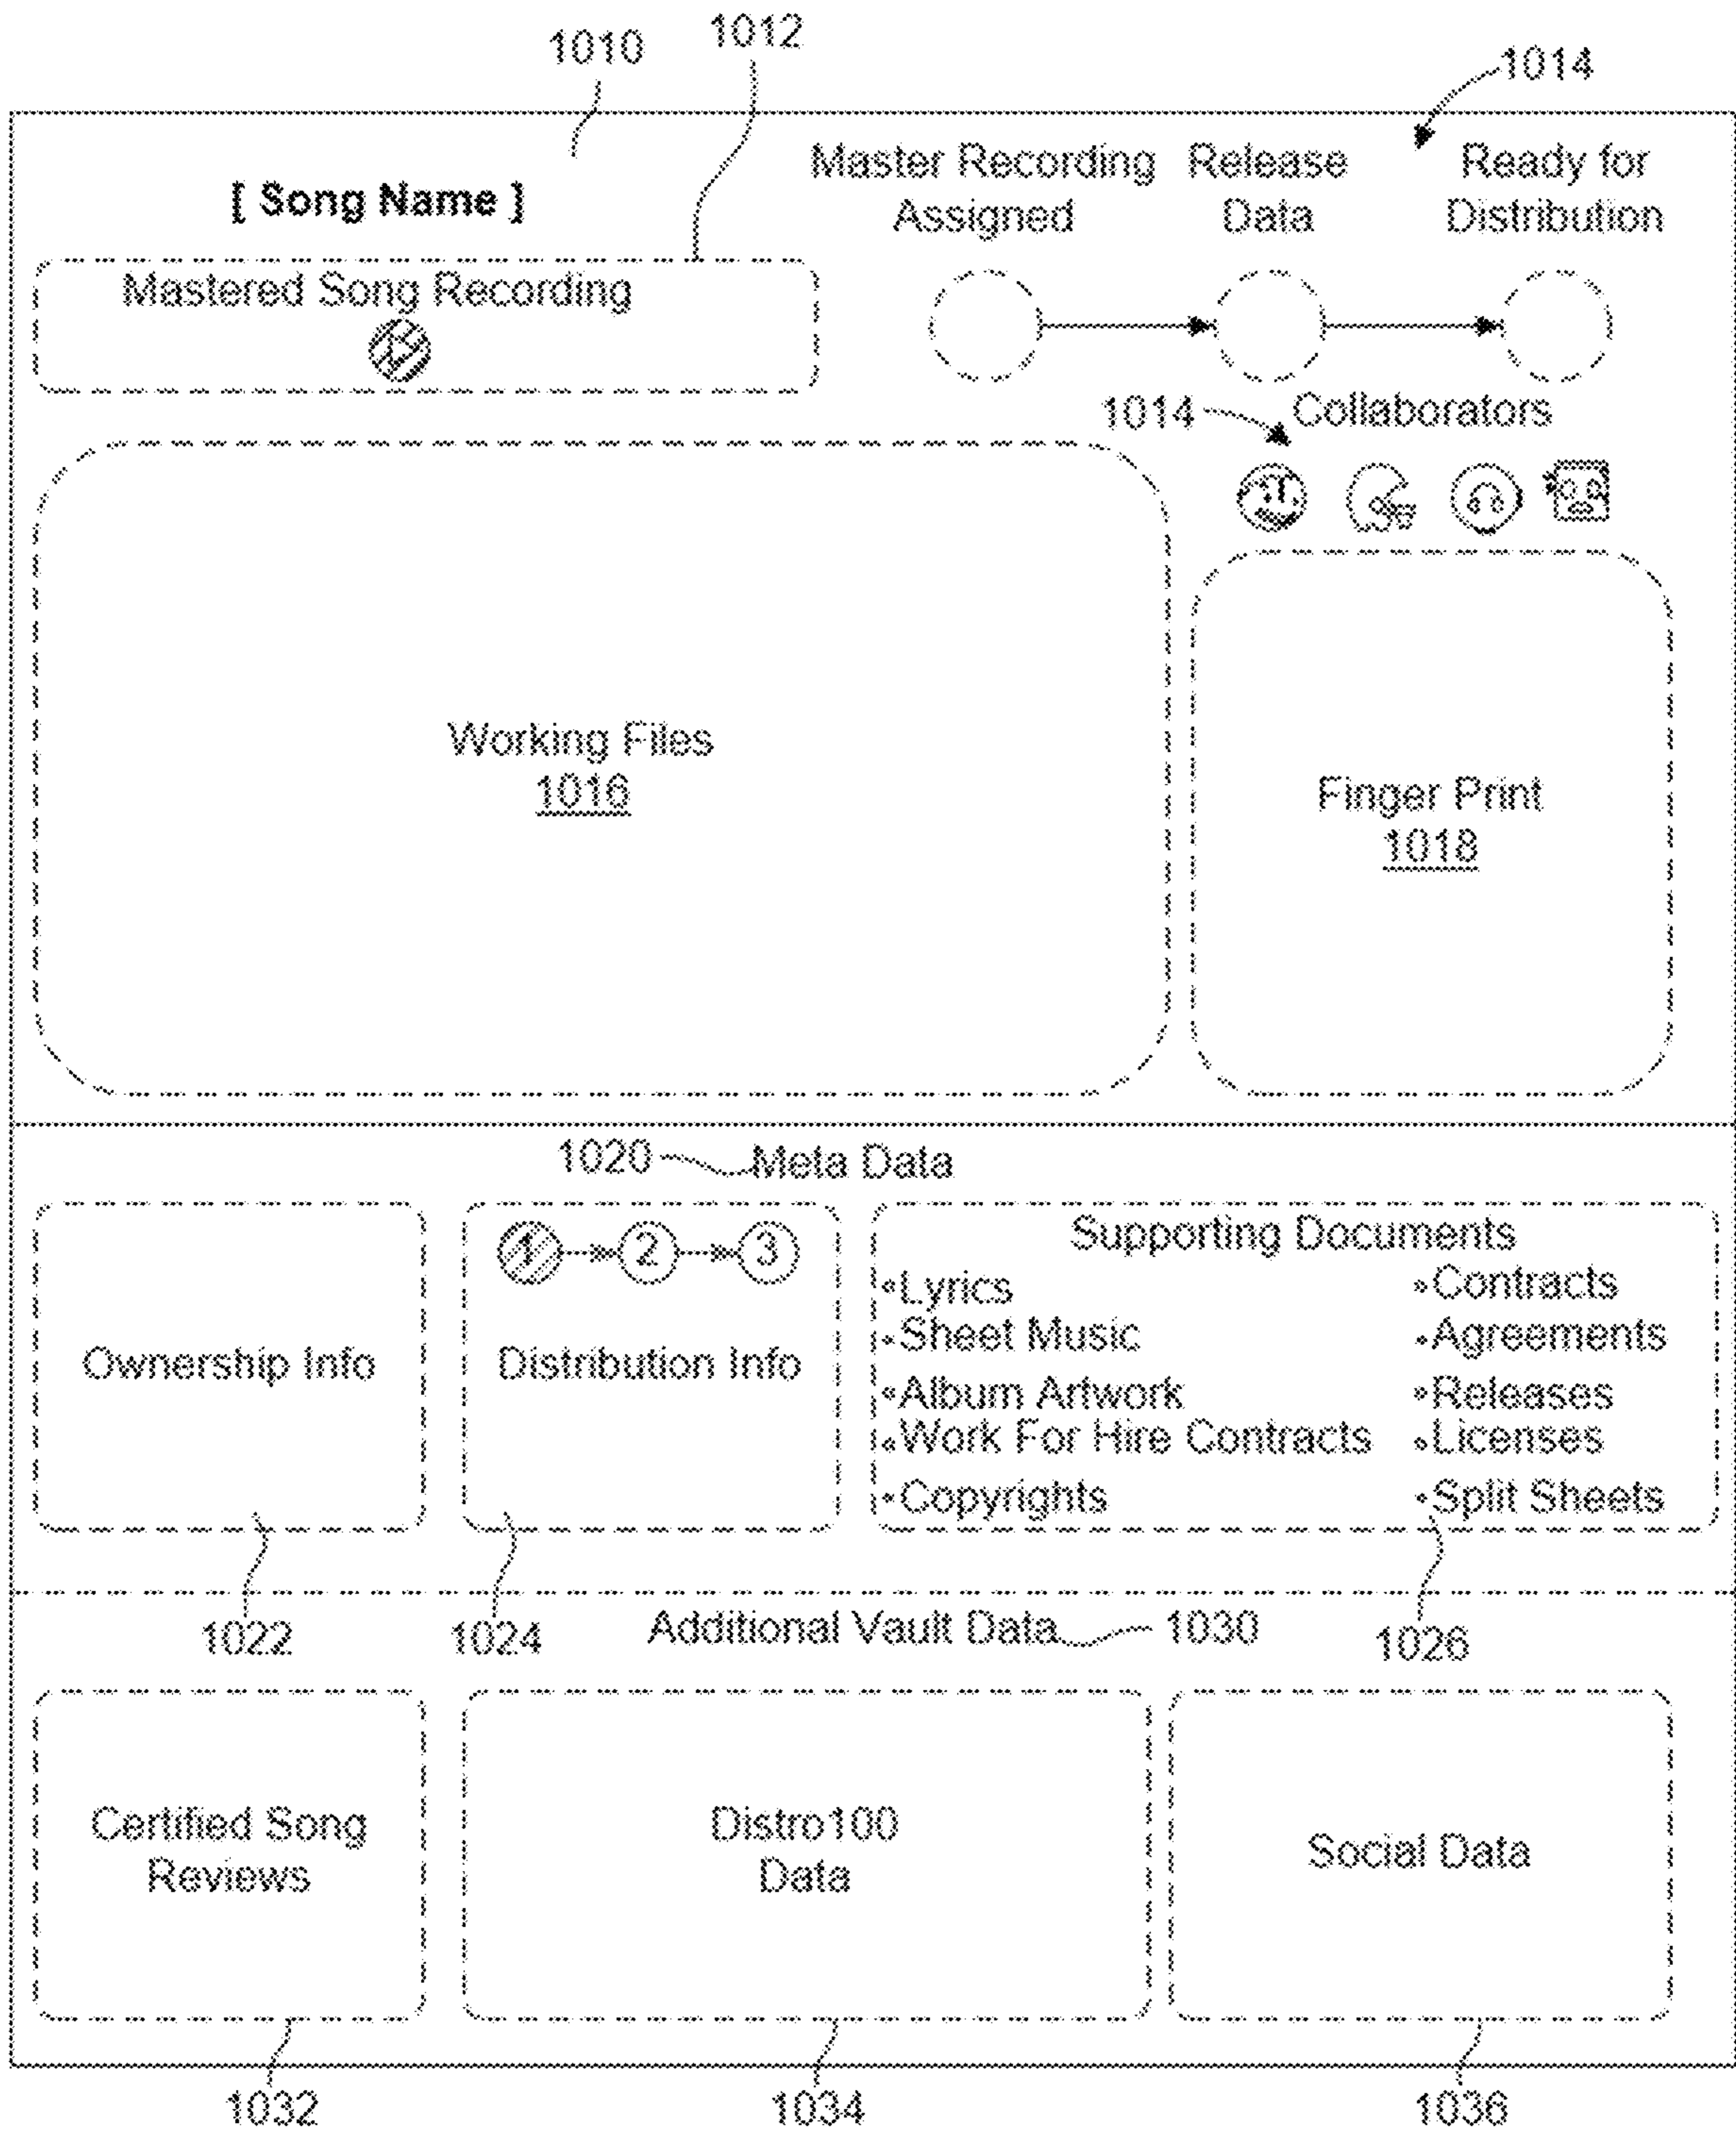 1010
1012
1014
[ Song Name ]
Master Recording
Assigned
Release
Data
Ready for
Distribution
Mastered Song Recording
1014
Collaborators
Working Files
1016
Finger Print
1018
1020
Meta Data
Ownership Info
1
2
3
Distribution Info
Supporting Documents
•Lyrics
•Sheet Music
•Album Artwork
•Work For Hire Contracts
•Copyrights
•Contracts
•Agreements
•Releases
•Licenses
•Split Sheets
1022
1024
Additional Vault Data
1030
1026
Certified Song
Reviews
Distro100
Data
Social Data
1032
1034
1036